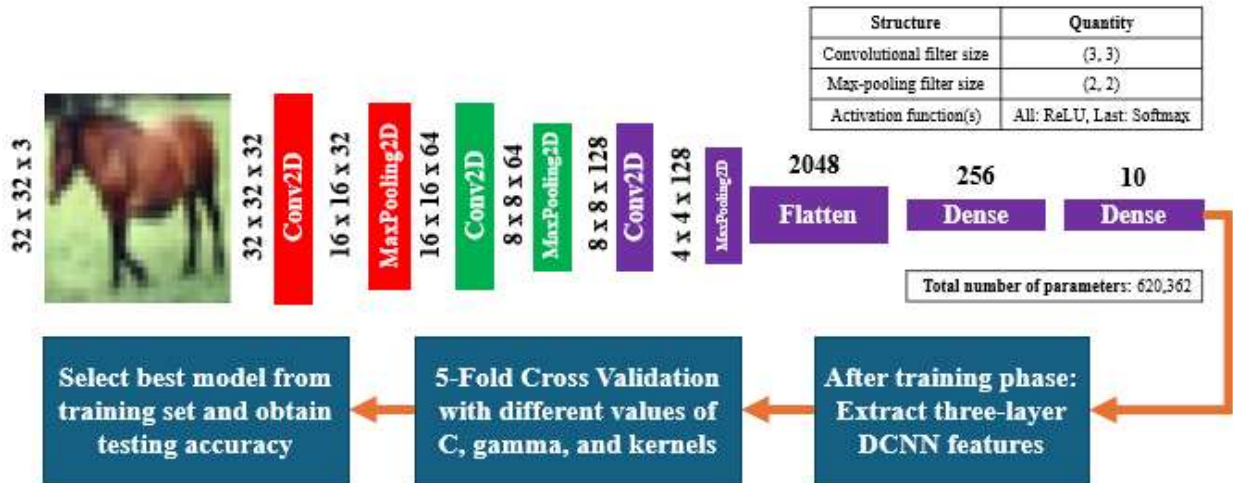 Structure Quantity
Convolutional filter size (3, 3)
Max-pooling filter size (2, 2)
Activation function(s) All: ReLU, Last: Softmax
32 x 32 x 3
32 x 32 x 32
Conv2D
16 x 16 x 32
MaxPooling2D
16 x 16 x 64
Conv2D
8 x 8 x 64
MaxPooling2D
8 x 8 x 128
Conv2D
4 x 4 x 128
MaxPooling2D
2048
Flatten
256
Dense
10
Dense
Total number of parameters: 620,362
Select best model from
training set and obtain
testing accuracy
5-Fold Cross Validation
with different values of
C, gamma, and kernels
After training phase:
Extract three-layer
DCNN features